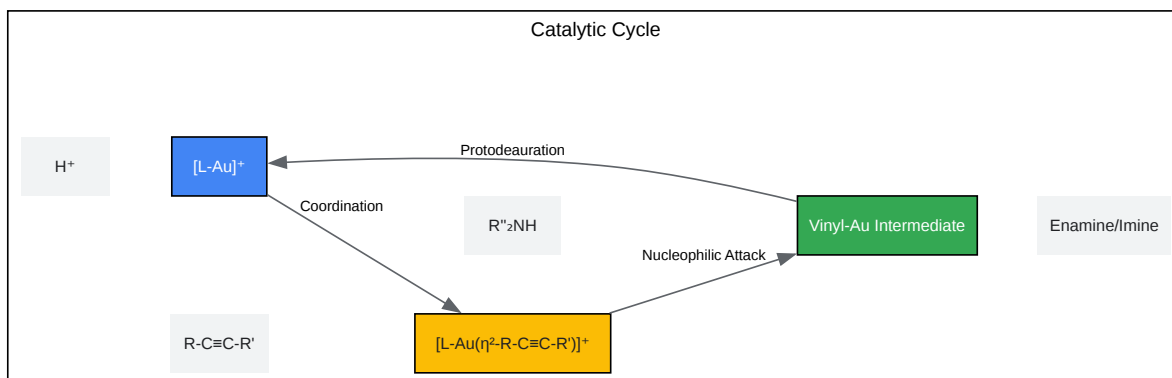 Catalytic Cycle
Protodeauration
H⁺
[L-Au]⁺
Coordination
R"₂NH
Vinyl-Au Intermediate
Enamine/Imine
Nucleophilic Attack
R-C≡C-R'
[L-Au(η²-R-C≡C-R')]⁺